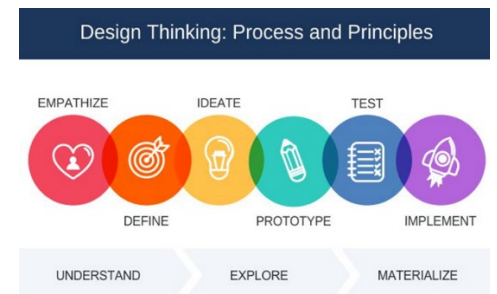 Design Thinking: Process and Principles
EMPATHIZE
IDEATE
TEST
DEFINE
PROTOTYPE
IMPLEMENT
UNDERSTAND
EXPLORE
MATERIALIZE